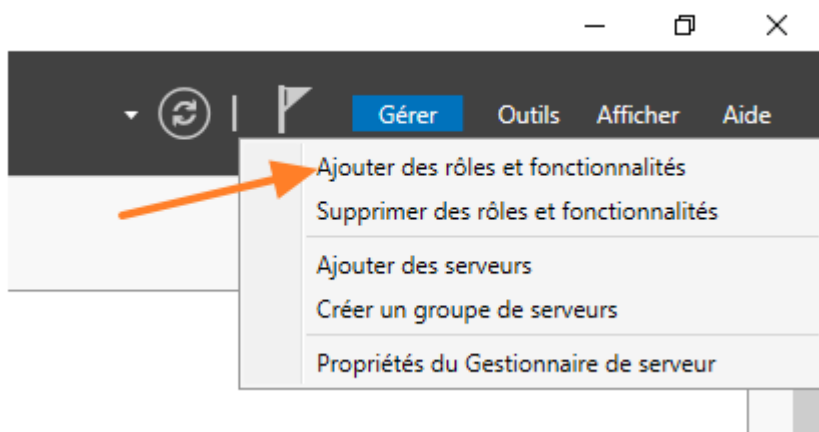 Gérer Outils Afficher Aide
Ajouter des rôles et fonctionnalités
Supprimer des rôles et fonctionnalités
Ajouter des serveurs
Créer un groupe de serveurs
Propriétés du Gestionnaire de serveur